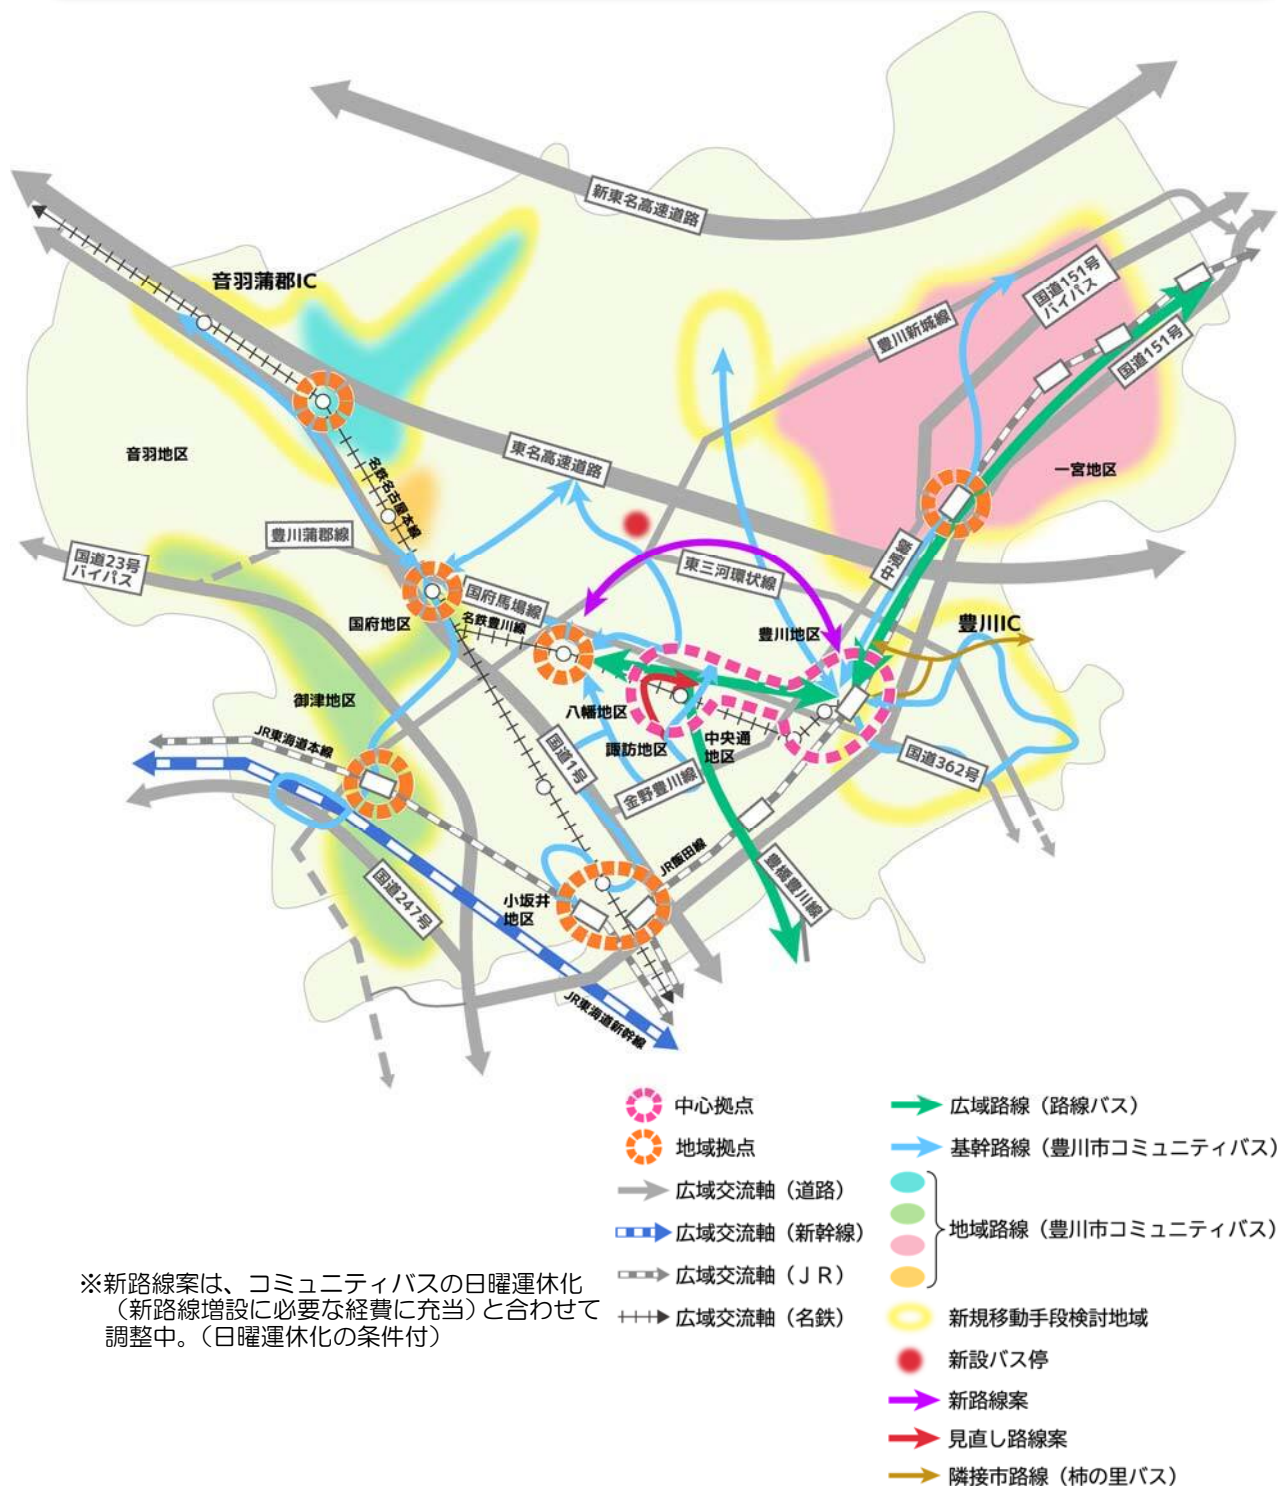 新東名高速道路
音羽蒲郡IC
国道151号
バイパス
豊川新城線
国道151号
音羽地区
名鉄名古屋本線
東名高速道路
一宮地区
豊川蒲郡線
国道23号
バイパス
中通線
東三河環状線
国府馬場線
国府地区
名鉄豊川線
豊川地区
豊川IC
御津地区
八幡地区
JR東海道本線
諏訪地区
中央通
地区
国道1号
国道362号
金野豊川線
JR飯田線
豊橋豊川線
国道247号
小坂井
地区
JR東海道新幹線
中心拠点
地域拠点
広域交流軸（道路）
広域交流軸（新幹線）
広域交流軸（ＪＲ）
広域交流軸（名鉄）
広域路線（路線バス）
基幹路線（豊川市コミュニティバス）
地域路線（豊川市コミュニティバス）
新規移動手段検討地域
新設バス停
新路線案
見直し路線案
隣接市路線（柿の里バス）
※新路線案は、コミュニティバスの日曜運休化
（新路線増設に必要な経費に充当）と合わせて
調整中。（日曜運休化の条件付）